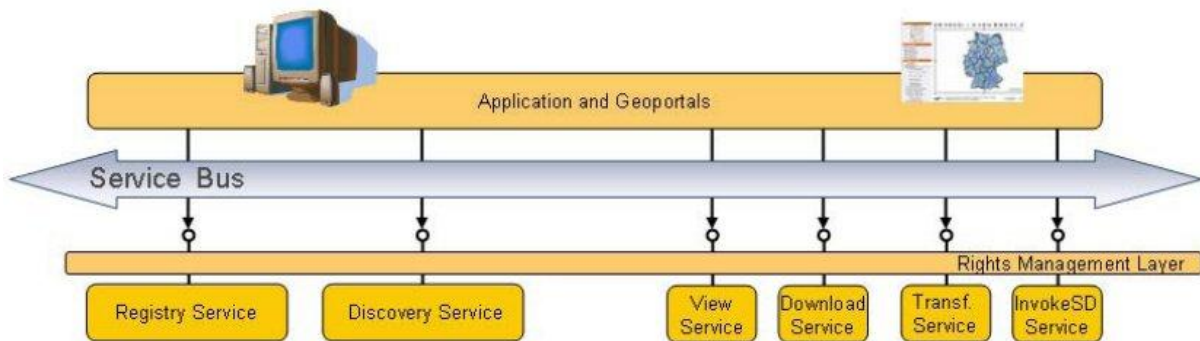 Application and Geoportals
Service Bus
Rights Management Layer
Registry Service
Discovery Service
View
Service
Download
Service
Transf.
Service
InvokeSD
Service